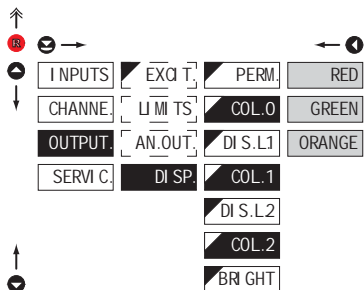 R
INPUTS EXCIT. PERM. RED
CHANNE. LIMITS COL.0 GREEN
OUTPUT. AN.OUT. DIS.L1 ORANGE
SERVIC. DISP. COL.1
DIS.L2
COL.2
BRIGHT